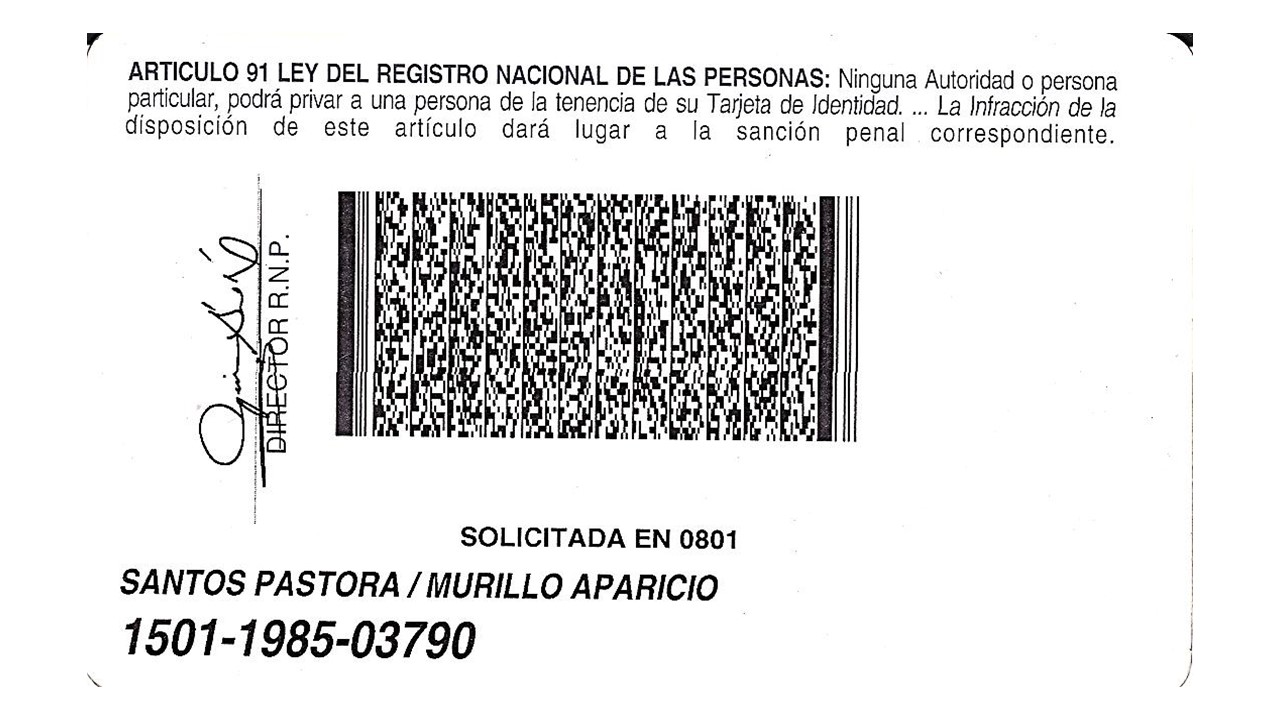 ARTICULO 91 LEY DEL REGISTRO NACIONAL DE LAS PERSONAS: Ninguna Autoridad o persona
particular, podrá privar a una persona de la tenencia de su Tarjeta de Identidad. ... La Infracción de la
disposición de este artículo dará lugar a la sanción penal correspondiente.
DIRECTOR R.N.P.
SOLICITADA EN 0801
SANTOS PASTORA / MURILLO APARICIO
1501-1985-03790